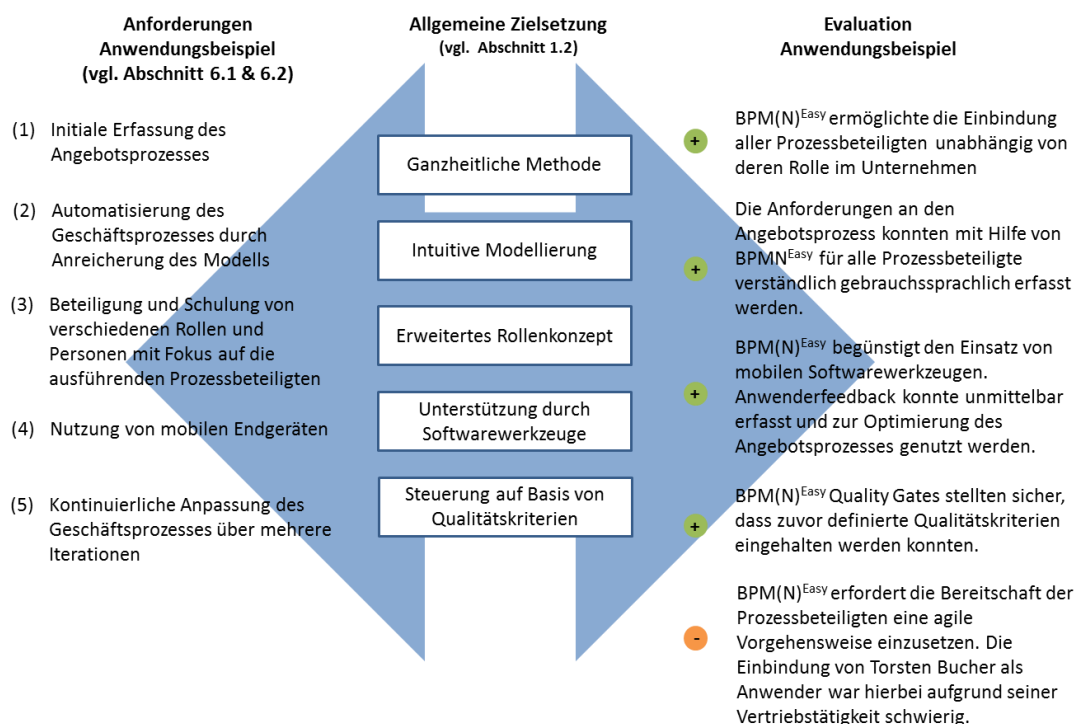 Anforderungen
Anwendungsbeispiel
(vgl. Abschnitt 6.1 & 6.2)
(1) Initiale Erfassung des
Angebotsprozesses
(2) Automatisierung des
Geschäftsprozesses durch
Anreicherung des Modells
(3) Beteiligung und Schulung von
verschiedenen Rollen und
Personen mit Fokus auf die
ausführenden Prozessbeteiligten
(4) Nutzung von mobilen Endgeräten
(5) Kontinuierliche Anpassung des
Geschäftsprozesses über mehrere
Iterationen
Allgemeine Zielsetzung
(vgl. Abschnitt 1.2)
Ganzheitliche Methode
Intuitive Modellierung
Erweitertes Rollenkonzept
Unterstützung durch
Softwarewerkzeuge
Steuerung auf Basis von
Qualitätskriterien
Evaluation
Anwendungsbeispiel
+
BPM(N)Easy ermöglichte die Einbindung
aller Prozessbeteiligten unabhängig von
deren Rolle im Unternehmen
+
Die Anforderungen an den
Angebotsprozess konnten mit Hilfe von
BPMNEasy für alle Prozessbeteiligte
verständlich gebrauchssprachlich erfasst
werden.
+
BPM(N)Easy begünstigt den Einsatz von
mobilen Softwarewerkzeugen.
Anwenderfeedback konnte unmittelbar
erfasst und zur Optimierung des
Angebotsprozesses genutzt werden.
+
BPM(N)Easy Quality Gates stellten sicher,
dass zuvor definierte Qualitätskriterien
eingehalten werden konnten.
-
BPM(N)Easy erfordert die Bereitschaft der
Prozessbeteiligten eine agile
Vorgehensweise einzusetzen. Die
Einbindung von Torsten Bucher als
Anwender war hierbei aufgrund seiner
Vertriebstätigkeit schwierig.